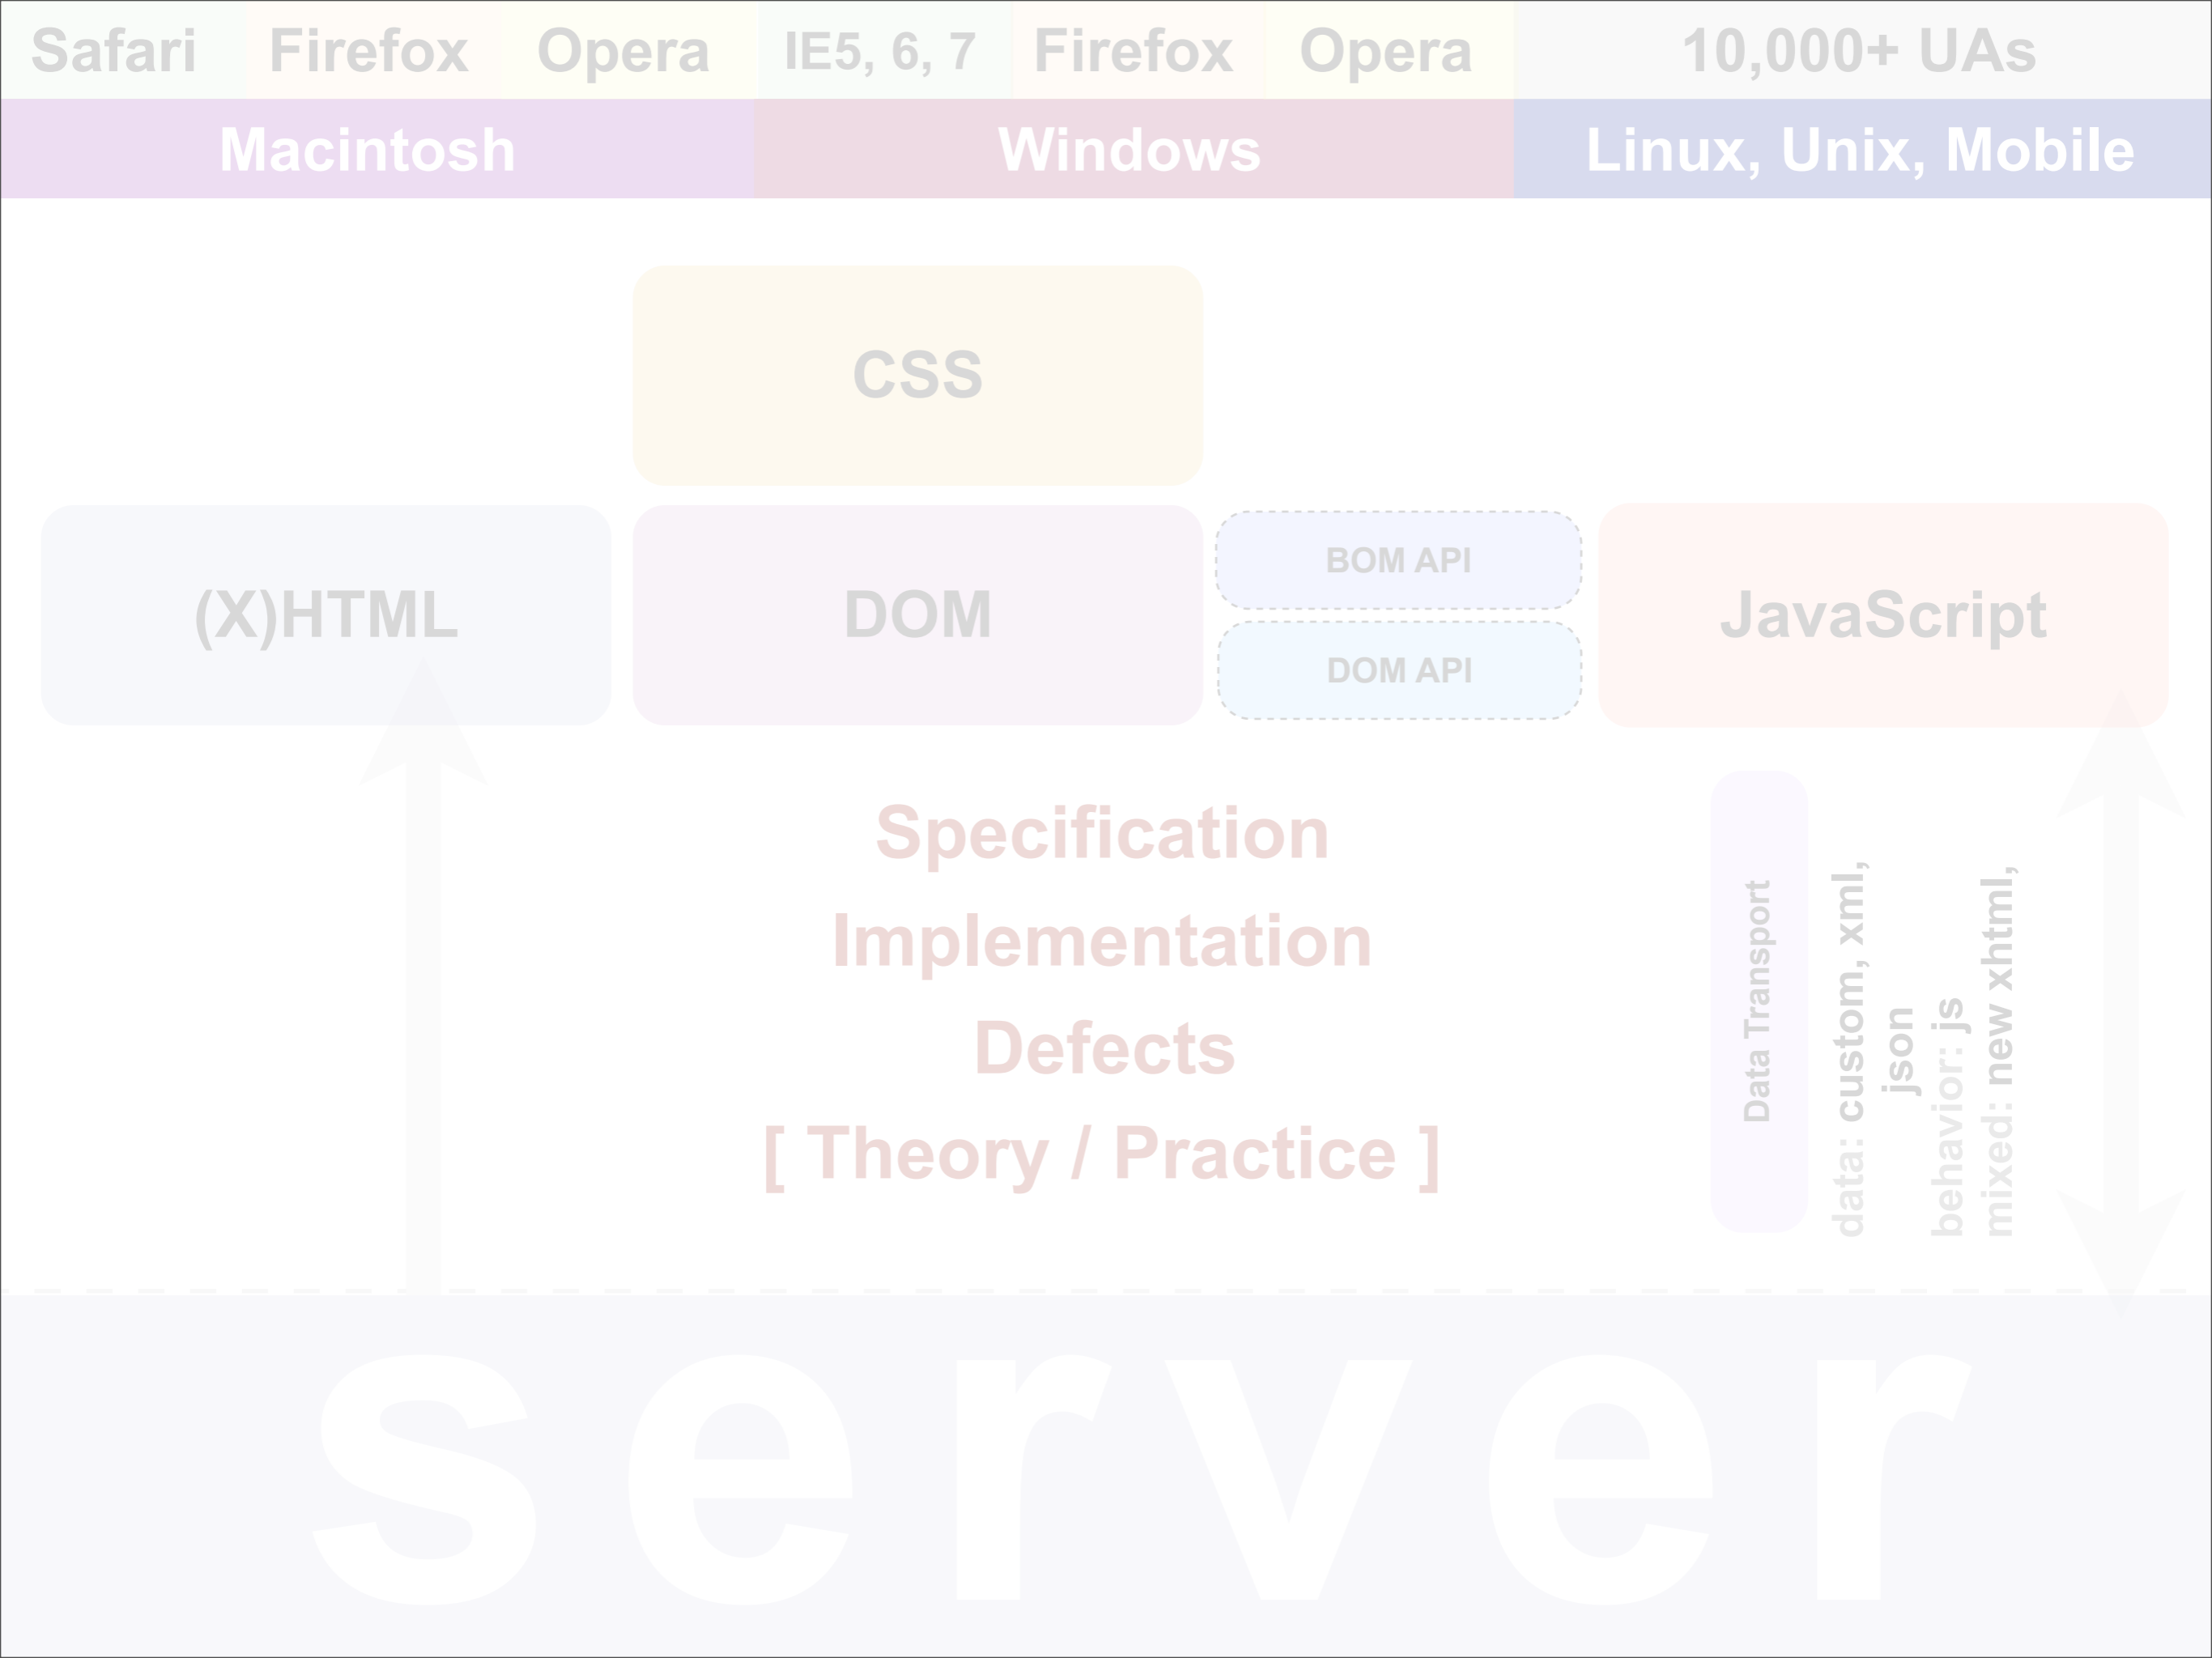 Safari Firefox Opera IE5, 6, 7 Firefox Opera 10,000+ UAs
Macintosh Windows Linux, Unix, Mobile
CSS
(X)HTML DOM BOM API JavaScript
DOM API
Specification
Implementation
Defects
[ Theory / Practice ]
Data Transport
data: custom, xml,
json
behavior: js
mixed: new xhtml,
server